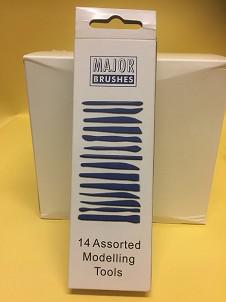 MAJOR
BRUSHES
14 Assorted
Modelling
Tools